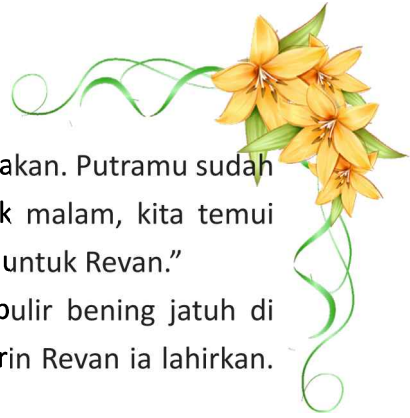 akan. Putramu sudah
k malam, kita temui
untuk Revan.”
bulir bening jatuh di
rin Revan ia lahirkan.